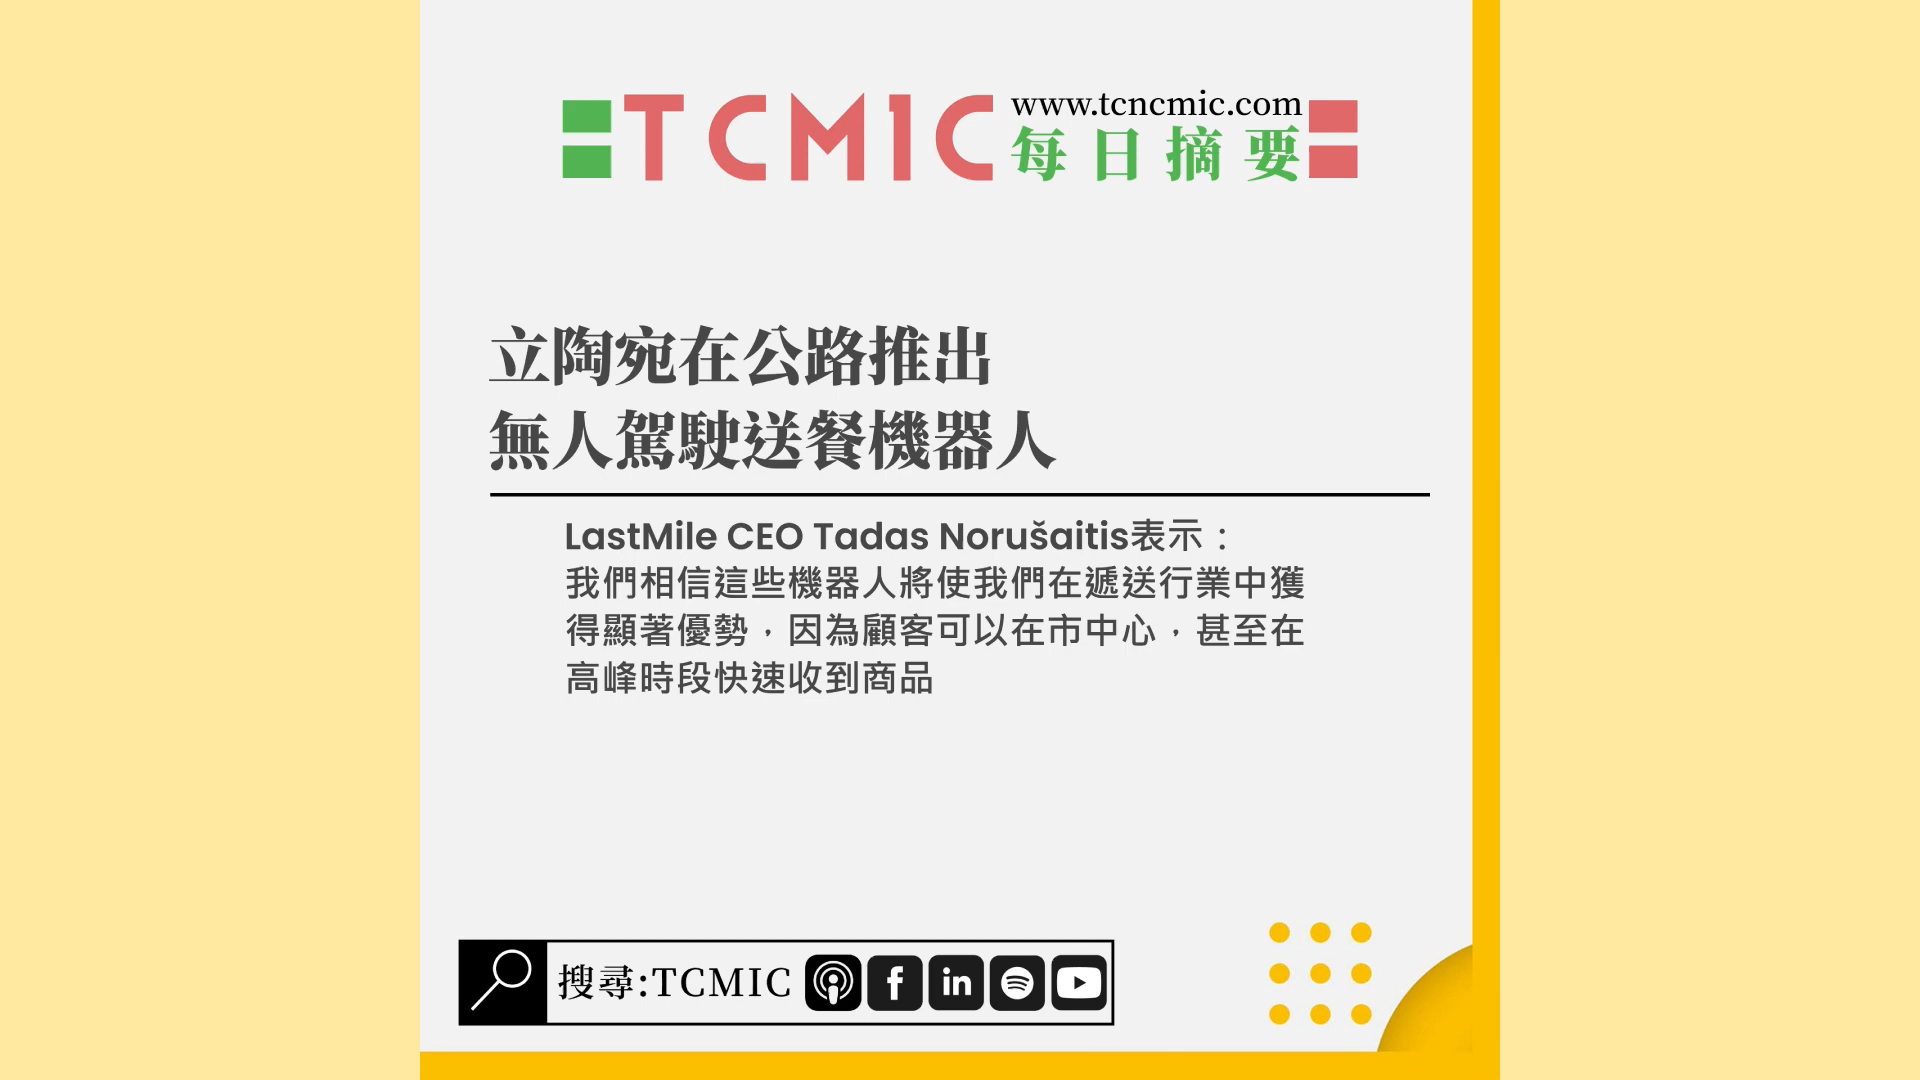 TCMIC www.tcncmic.com
每日摘要
立陶宛在公路推出
無人駕駛送餐機器人
LastMile CEO Tadas Norušaitis表示：
我們相信這些機器人將使我們在遞送行業中獲
得顯著優勢，因為顧客可以在市中心，甚至在
高峰時段快速收到商品
搜尋:TCMIC